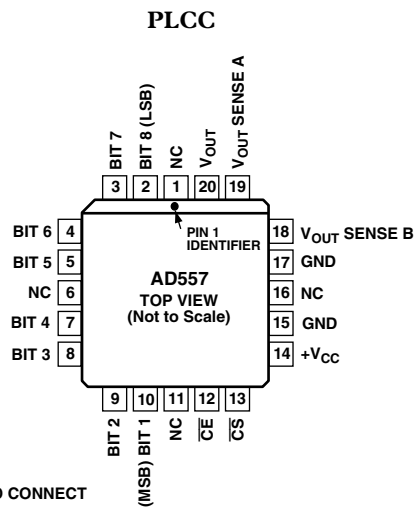 PLCC
BIT 7
BIT 8 (LSB)
NC
VOUT
VOUT SENSE A
3 2 1 20 19
BIT 6 4
BIT 5 5
NC 6
BIT 4 7
BIT 3 8
PIN 1
IDENTIFIER
AD557
TOP VIEW
(Not to Scale)
18 VOUT SENSE B
17 GND
16 NC
15 GND
14 +VCC
9 10 11 12 13
BIT 2
(MSB) BIT 1
NC
C̅E̅
C̅S̅
CONNECT